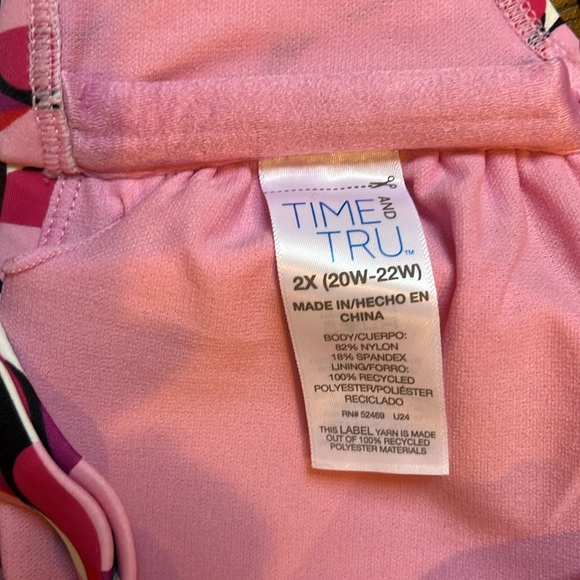 TIME AND
TRU™
2X (20W-22W)
MADE IN/HECHO EN
CHINA
BODY/CUERPO:
82% NYLON
18% SPANDEX
LINING/FORRO:
100% RECYCLED
POLYESTER/POLIÉSTER
RECICLADO
RN# 52469 U24
THIS LABEL YARN IS MADE
OUT OF 100% RECYCLED
POLYESTER MATERIALS